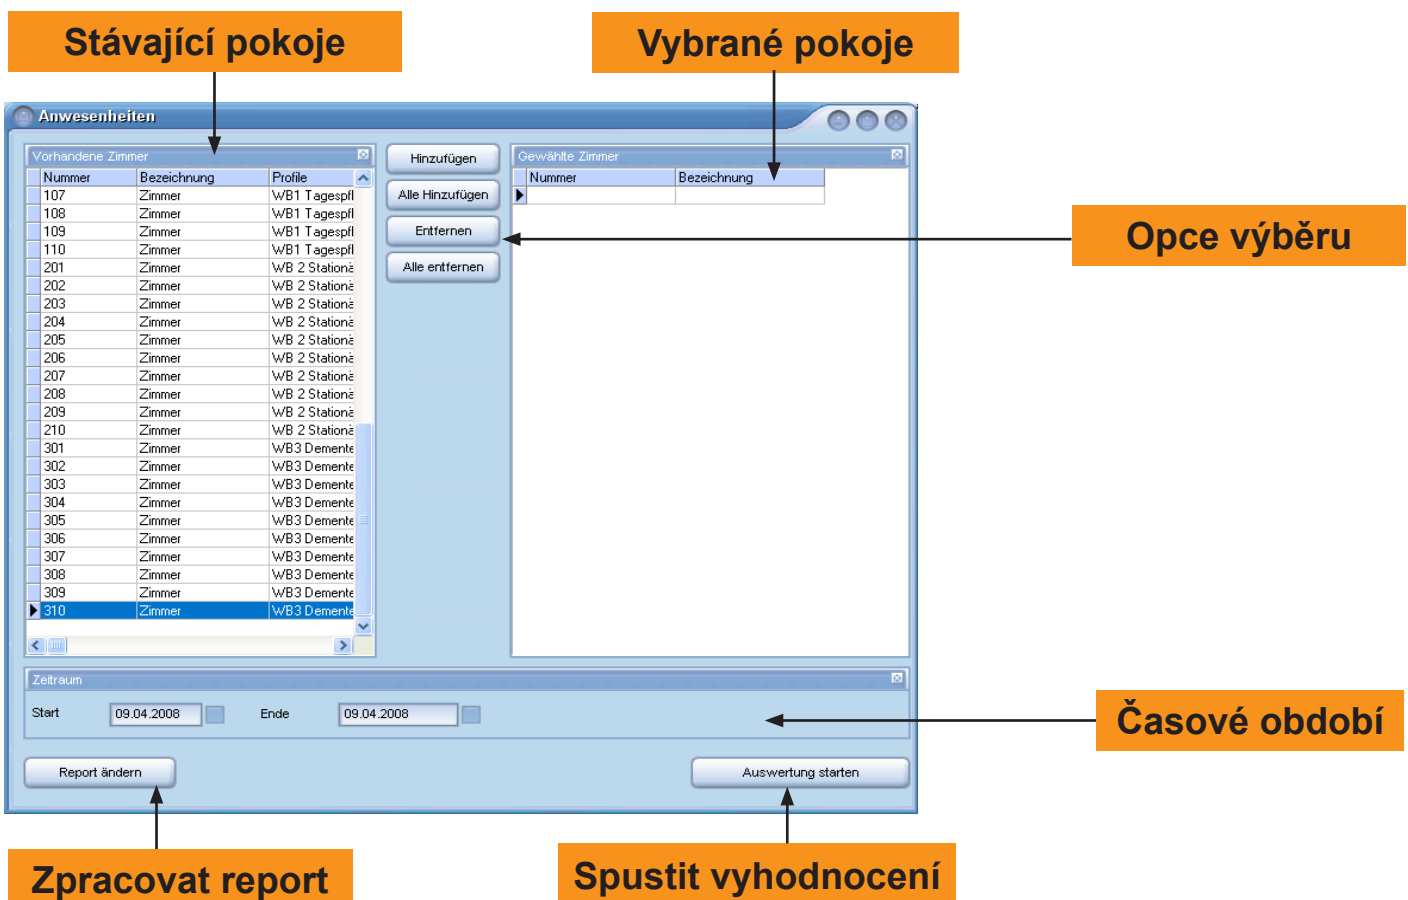 Stávající pokoje
Vybrané pokoje
Anwesenheiten
Vorhandene Zimmer
Nummer Bezeichnung Profile
107 Zimmer WB1 Tagespfl
108 Zimmer WB1 Tagespfl
109 Zimmer WB1 Tagespfl
110 Zimmer WB1 Tagespfl
201 Zimmer WB 2 Stationä
202 Zimmer WB 2 Stationä
203 Zimmer WB 2 Stationä
204 Zimmer WB 2 Stationä
205 Zimmer WB 2 Stationä
206 Zimmer WB 2 Stationä
207 Zimmer WB 2 Stationä
208 Zimmer WB 2 Stationä
209 Zimmer WB 2 Stationä
210 Zimmer WB 2 Stationä
301 Zimmer WB3 Demente
302 Zimmer WB3 Demente
303 Zimmer WB3 Demente
304 Zimmer WB3 Demente
305 Zimmer WB3 Demente
306 Zimmer WB3 Demente
307 Zimmer WB3 Demente
308 Zimmer WB3 Demente
309 Zimmer WB3 Demente
310 Zimmer WB3 Demente
Hinzufügen
Alle Hinzufügen
Entfernen
Alle entfernen
Gewählte Zimmer
Nummer Bezeichnung
Opce výběru
Zeitraum
Start 09.04.2008 Ende 09.04.2008
Časové období
Report ändern
Auswertung starten
Zpracovat report
Spustit vyhodnocení